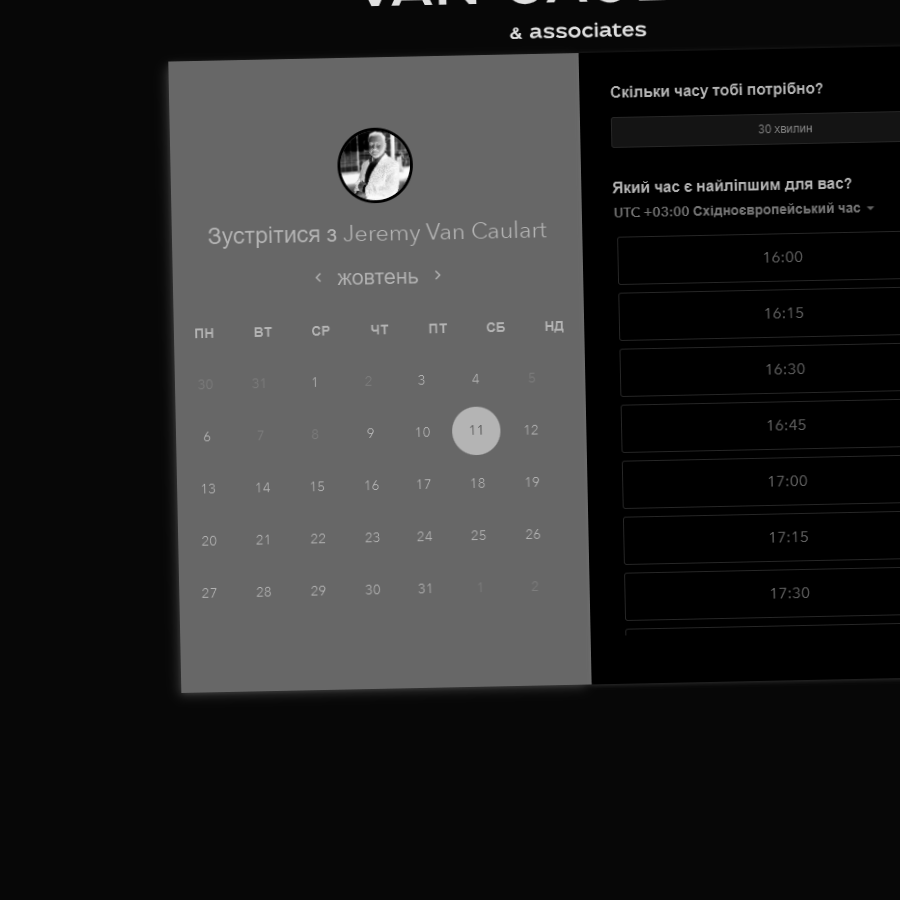 & associates
Зустрітися з Jeremy Van Caulart
жовтень
ПН ВТ СР ЧТ ПТ СБ НД
30 31 1 2 3 4 5
6 7 8 9 10 11 12
13 14 15 16 17 18 19
20 21 22 23 24 25 26
27 28 29 30 31 1 2
Скільки часу тобі потрібно?
30 хвилин
Який час є найліпшим для вас?
UTC +03:00 Східноєвропейський час
16:00
16:15
16:30
16:45
17:00
17:15
17:30